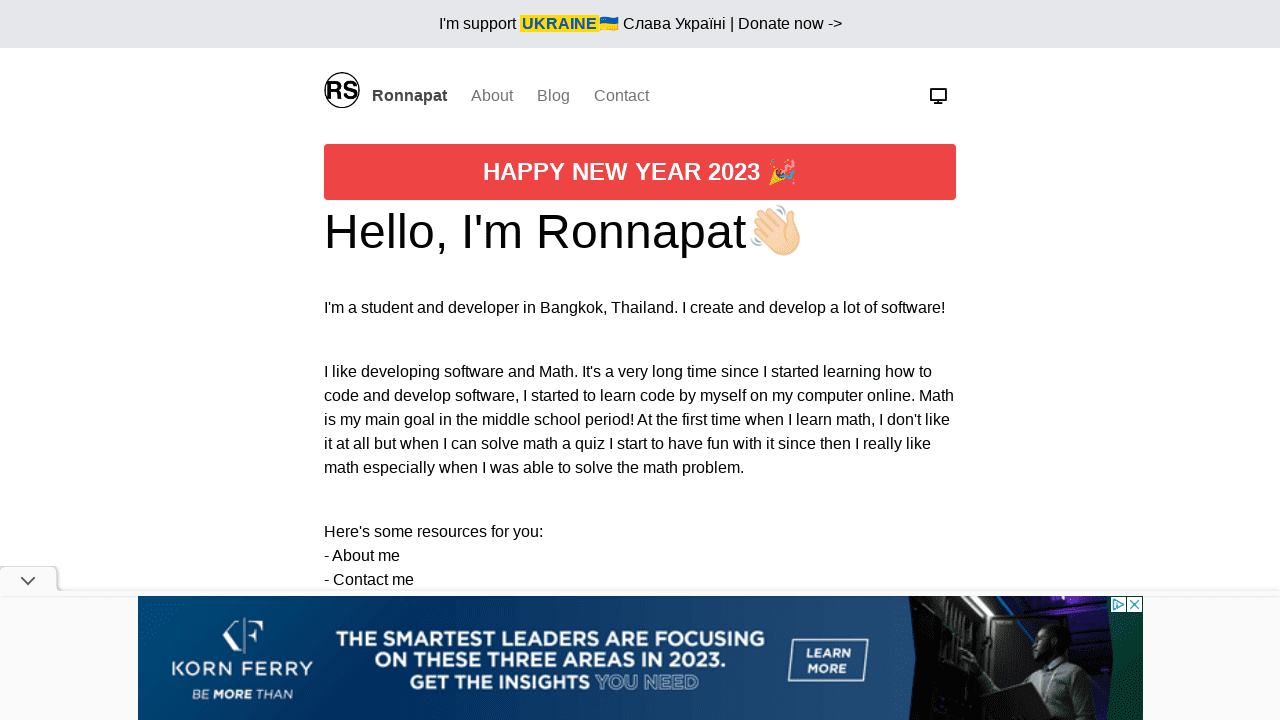 I'm support UKRAINE 🇺🇦 Слава Україні | Donate now ->
RS Ronnapat About Blog Contact
HAPPY NEW YEAR 2023 🎉
Hello, I'm Ronnapat👋🏻
I'm a student and developer in Bangkok, Thailand. I create and develop a lot of software!
I like developing software and Math. It's a very long time since I started learning how to
code and develop software, I started to learn code by myself on my computer online. Math
is my main goal in the middle school period! At the first time when I learn math, I don't like
it at all but when I can solve math a quiz I start to have fun with it since then I really like
math especially when I was able to solve the math problem.
Here's some resources for you:
- About me
- Contact me
KORN FERRY
BE MORE THAN
THE SMARTEST LEADERS ARE FOCUSING
ON THESE THREE AREAS IN 2023.
GET THE INSIGHTS YOU NEED
LEARN
MORE